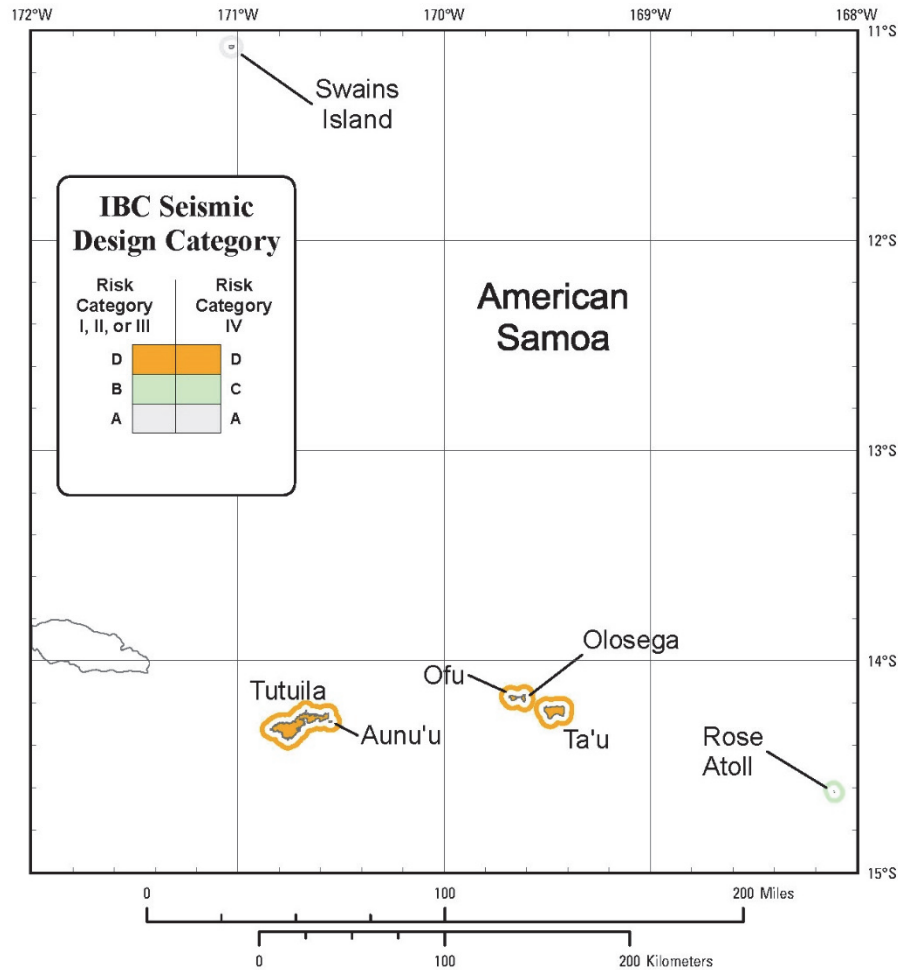 172°W 171°W 170°W 169°W 168°W
11°S
Swains
Island
IBC Seismic
Design Category
Risk
Category
I, II, or III
Risk
Category
IV
D D
B C
A A
12°S
American
Samoa
13°S
14°S
Tutuila
Aunu'u
Ofu
Olosega
Ta'u
Rose
Atoll
15°S
0 100 200 Miles
0 100 200 Kilometers